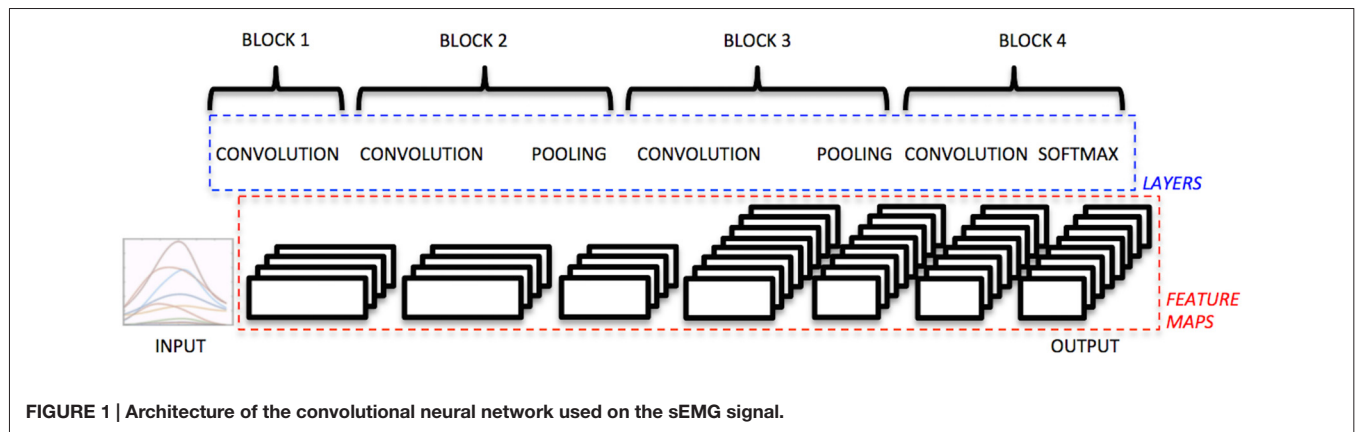 BLOCK 1 BLOCK 2 BLOCK 3 BLOCK 4
CONVOLUTION CONVOLUTION POOLING CONVOLUTION POOLING CONVOLUTION SOFTMAX
LAYERS
FEATURE
MAPS
INPUT OUTPUT
FIGURE 1 | Architecture of the convolutional neural network used on the sEMG signal.